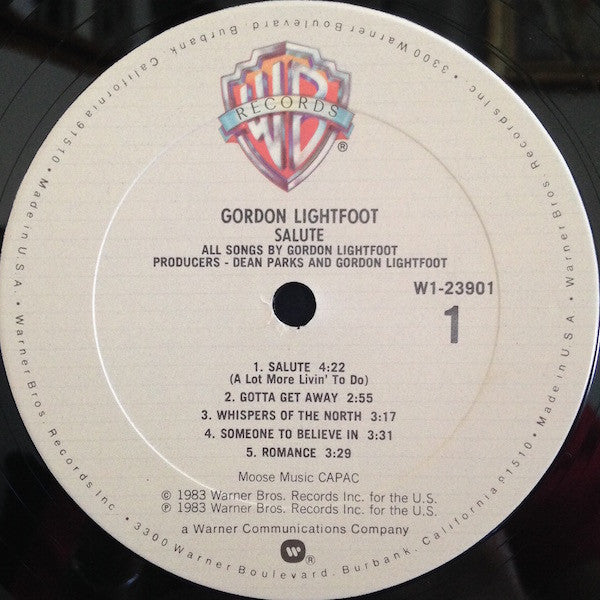 WB
RECORDS
®
GORDON LIGHTFOOT
SALUTE
ALL SONGS BY GORDON LIGHTFOOT
PRODUCERS - DEAN PARKS AND GORDON LIGHTFOOT
W1-23901
1
1. SALUTE 4:22
(A Lot More Livin' To Do)
2. GOTTA GET AWAY 2:55
3. WHISPERS OF THE NORTH 3:17
4. SOMEONE TO BELIEVE IN 3:31
5. ROMANCE 3:29
Moose Music CAPAC
© 1983 Warner Bros. Records Inc. for the U.S.
℗ 1983 Warner Bros. Records Inc. for the U.S.
a Warner Communications Company
®
Warner Bros. Records Inc. • 3300 Warner Boulevard, Burbank, California 91510 • Made in U.S.A. • Warner Bros. Records Inc. • 3300 Warner Boulevard, Burbank, California 91510 • Made in U.S.A. •